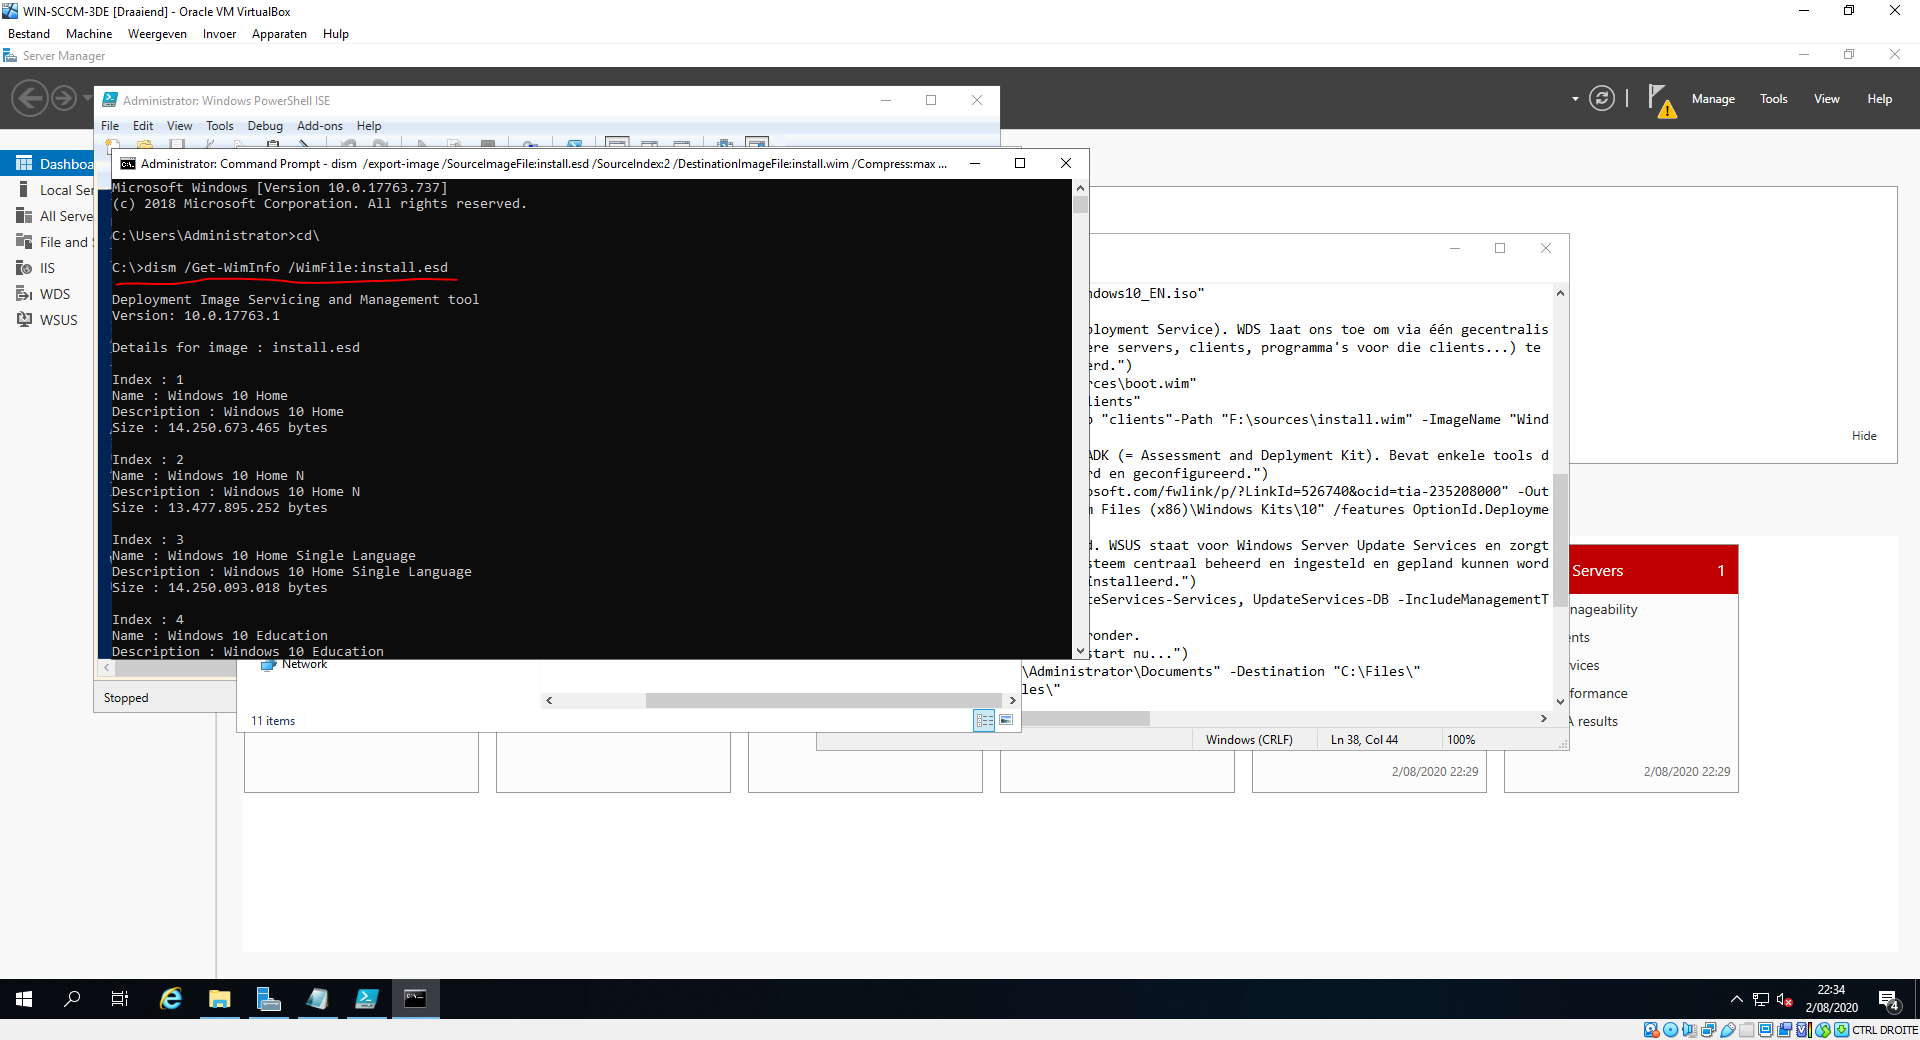 WIN-SCCM-3DE [Draaiend] - Oracle VM VirtualBox
Bestand Machine Weergeven Invoer Apparaten Hulp
Server Manager
Manage Tools View Help
Administrator: Windows PowerShell ISE
File Edit View Tools Debug Add-ons Help
Administrator: Command Prompt - dism /export-image /SourceImageFile:install.esd /SourceIndex:2 /DestinationImageFile:install.wim /Compress:max ...
Microsoft Windows [Version 10.0.17763.737]
(c) 2018 Microsoft Corporation. All rights reserved.
C:\Users\Administrator>cd\
C:\>dism /Get-WimInfo /WimFile:install.esd
Deployment Image Servicing and Management tool
Version: 10.0.17763.1
Details for image : install.esd
Index : 1
Name : Windows 10 Home
Description : Windows 10 Home
Size : 14.250.673.465 bytes
Index : 2
Name : Windows 10 Home N
Description : Windows 10 Home N
Size : 13.477.895.252 bytes
Index : 3
Name : Windows 10 Home Single Language
Description : Windows 10 Home Single Language
Size : 14.250.093.018 bytes
Index : 4
Name : Windows 10 Education
Description : Windows 10 Education
Dashboa
Local Ser
All Serve
File and
IIS
WDS
WSUS
ndows10_EN.iso"
ployment Service). WDS laat ons toe om via één gecentralis
ere servers, clients, programma's voor die clients...) te
erd.")
rces\boot.wim"
lients"
"clients"-Path "F:\sources\install.wim" -ImageName "Wind
ADK (= Assessment and Deplyment Kit). Bevat enkele tools d
rd en geconfigureerd.")
osoft.com/fwlink/p/?LinkId=526740&ocid=tia-235208000" -Out
m Files (x86)\Windows Kits\10" /features OptionId.Deployme
d. WSUS staat voor Windows Server Update Services en zorgt
steem centraal beheerd en ingesteld en gepland kunnen word
installeerd.")
teServices-Services, UpdateServices-DB -IncludeManagementT
ronder.
start nu...")
\Administrator\Documents" -Destination "C:\Files\"
les\"
Windows (CRLF) Ln 38, Col 44 100%
Hide
Servers 1
nageability
ents
vices
formance
A results
2/08/2020 22:29
2/08/2020 22:29
Network
Stopped
11 items
22:34
2/08/2020
4
CTRL DROITE